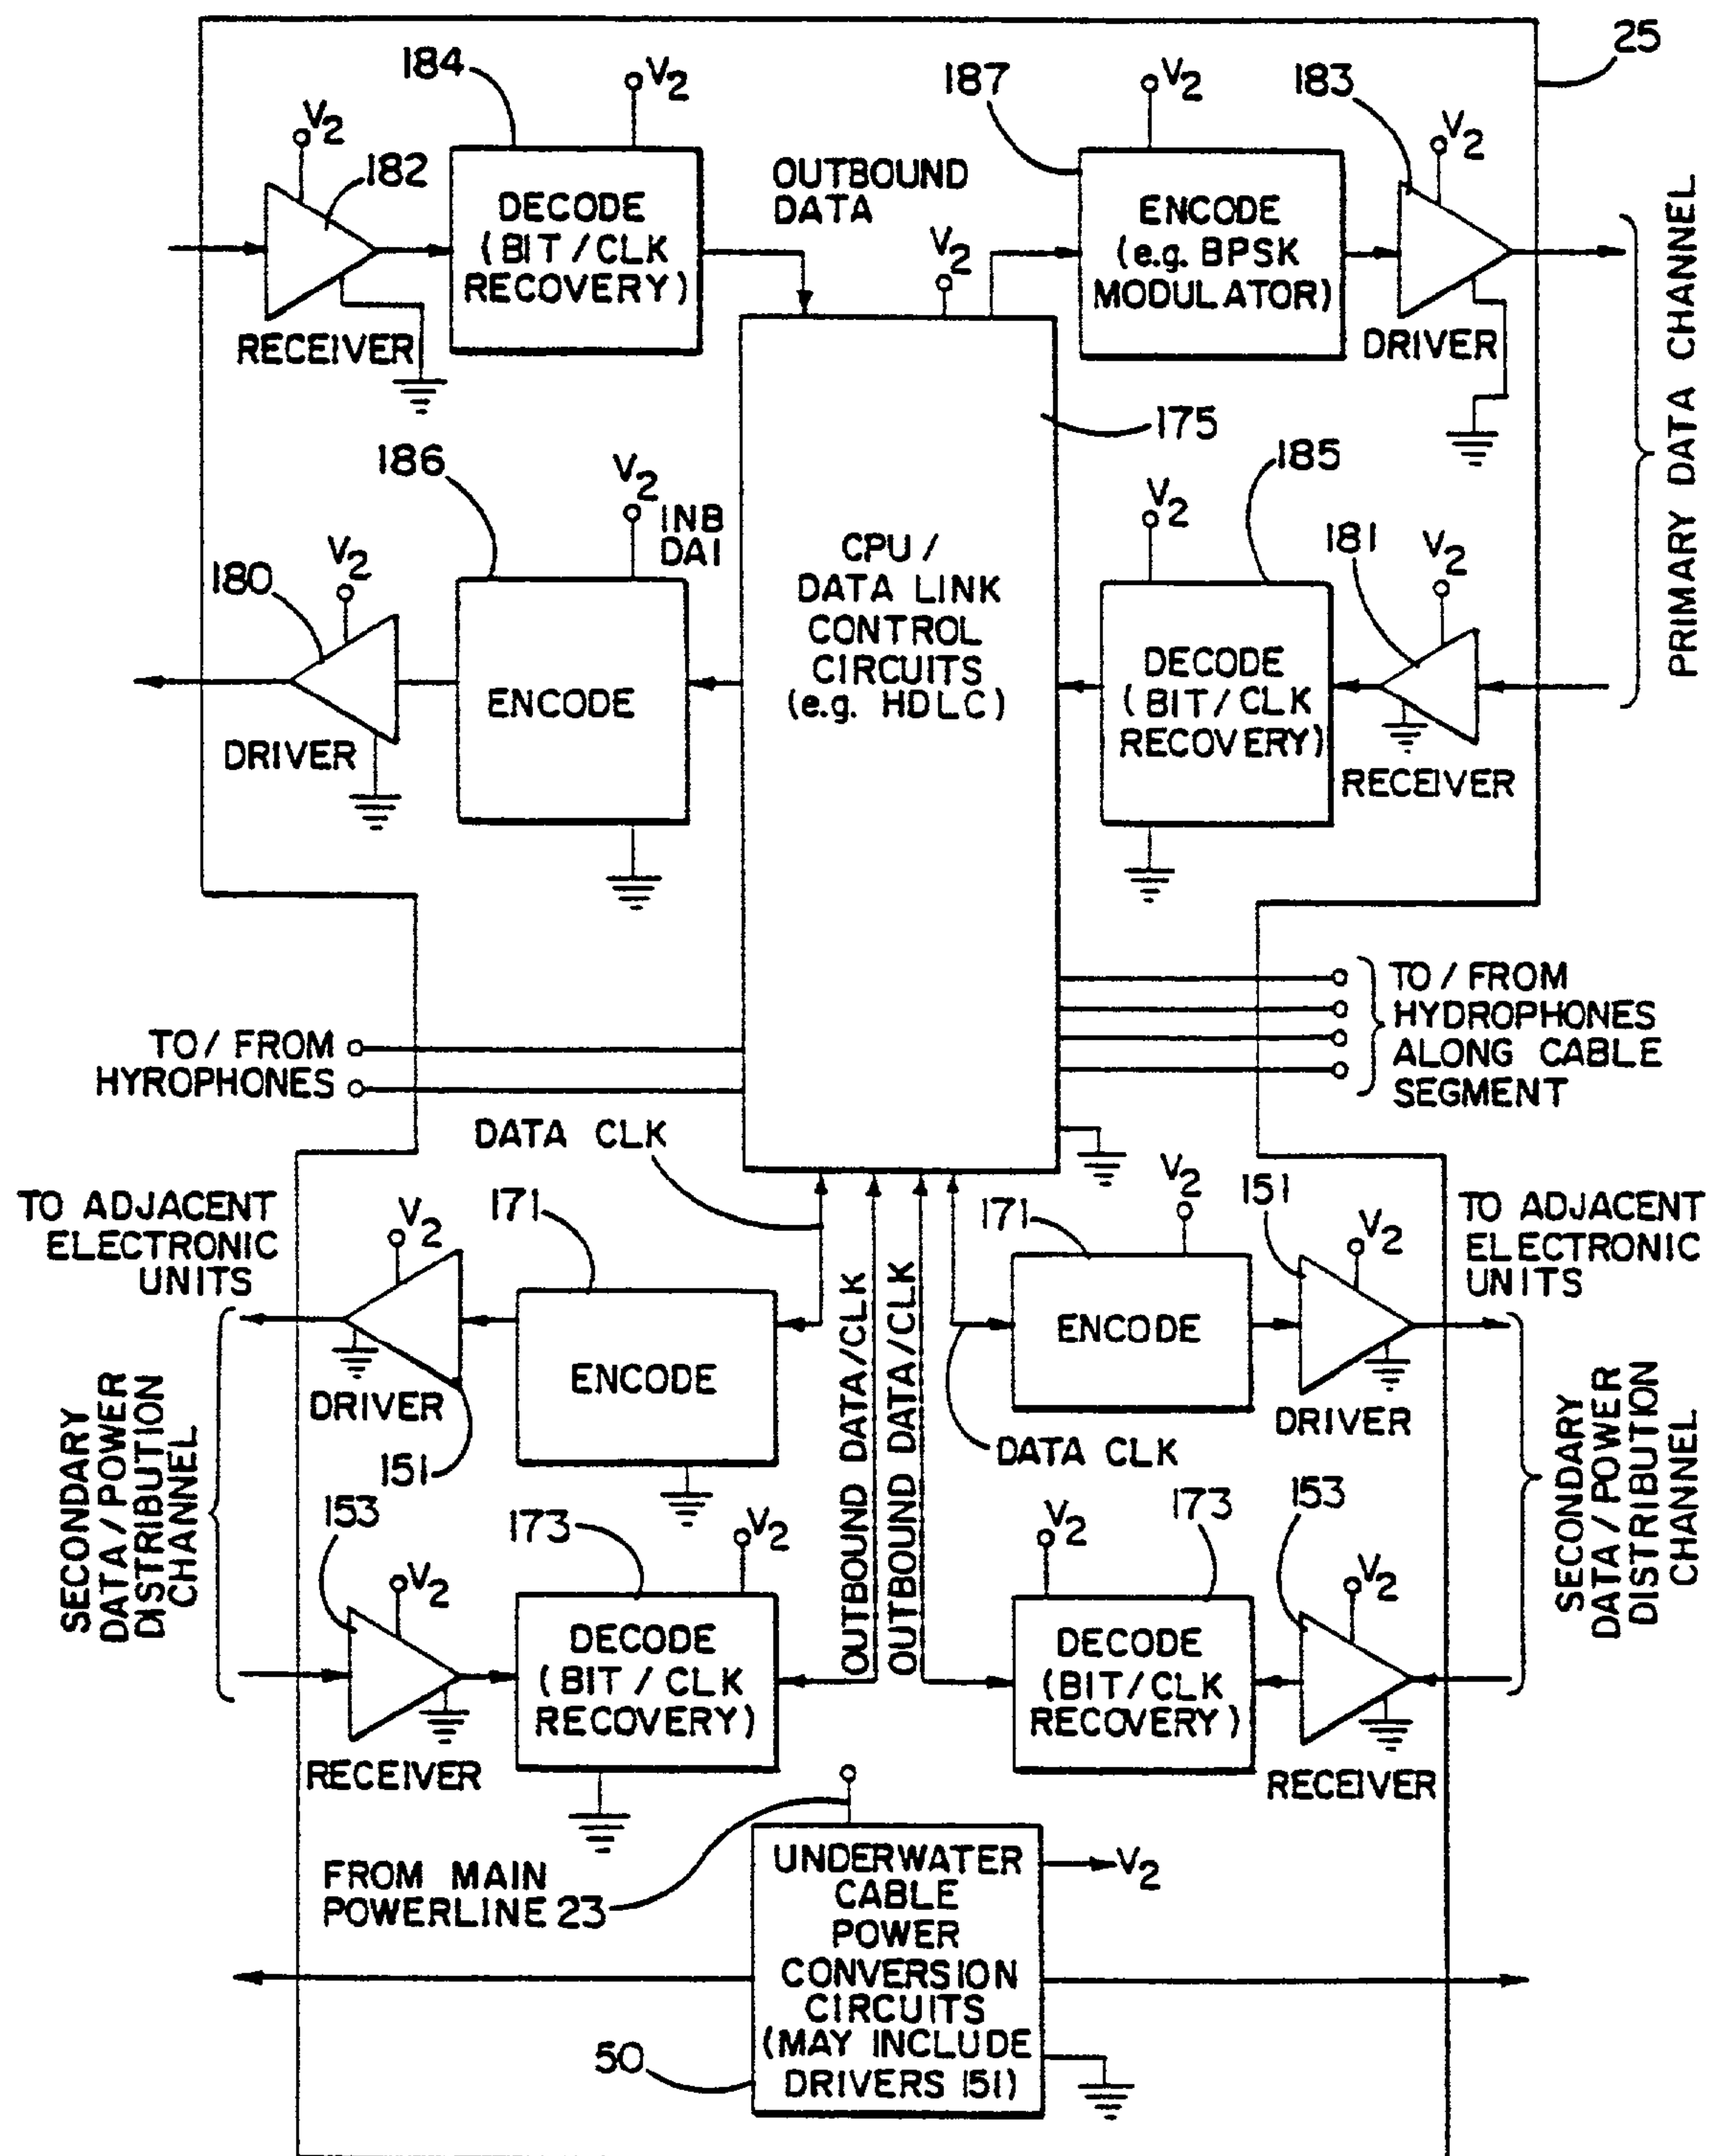 25
184
V2
187
V2
183
V2
V2
182
DECODE
(BIT/CLK
RECOVERY)
OUTBOUND
DATA
V2
ENCODE
(e.g. BPSK
MODULATOR)
RECEIVER
DRIVER
PRIMARY DATA CHANNEL
175
186
V2
INB
DAI
185
V2
181
V2
180
V2
CPU/
DATA LINK
CONTROL
CIRCUITS
(e.g. HDLC)
ENCODE
DECODE
(BIT/CLK
RECOVERY)
DRIVER
RECEIVER
TO/FROM
HYROPHONES
TO/FROM
HYDROPHONES
ALONG CABLE
SEGMENT
DATA CLK
TO ADJACENT
ELECTRONIC
UNITS
V2
171
171
V2
151
V2
TO ADJACENT
ELECTRONIC
UNITS
ENCODE
ENCODE
DRIVER
151
DRIVER
DATA CLK
OUTBOUND DATA/CLK
OUTBOUND DATA/CLK
SECONDARY
DATA/POWER
DISTRIBUTION
CHANNEL
SECONDARY
DATA/POWER
DISTRIBUTION
CHANNEL
153
V2
173
V2
V2
173
153
V2
DECODE
(BIT/CLK
RECOVERY)
DECODE
(BIT/CLK
RECOVERY)
RECEIVER
RECEIVER
FROM MAIN
POWERLINE 23
UNDERWATER
CABLE
POWER
CONVERSION
CIRCUITS
(MAY INCLUDE
DRIVERS 151)
V2
50